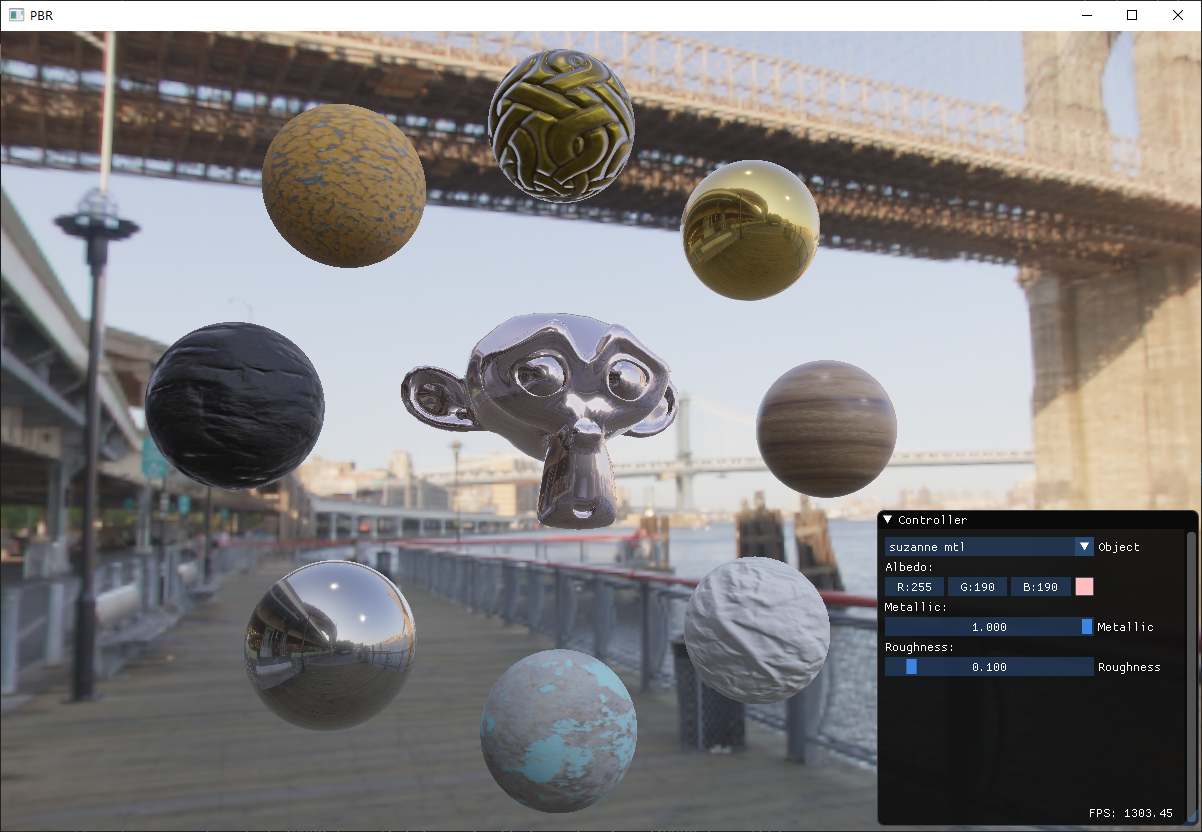 PBR
Controller
suzanne mtl Object
Albedo:
R:255 G:190 B:190
Metallic:
1.000 Metallic
Roughness:
0.100 Roughness
FPS: 1303.45